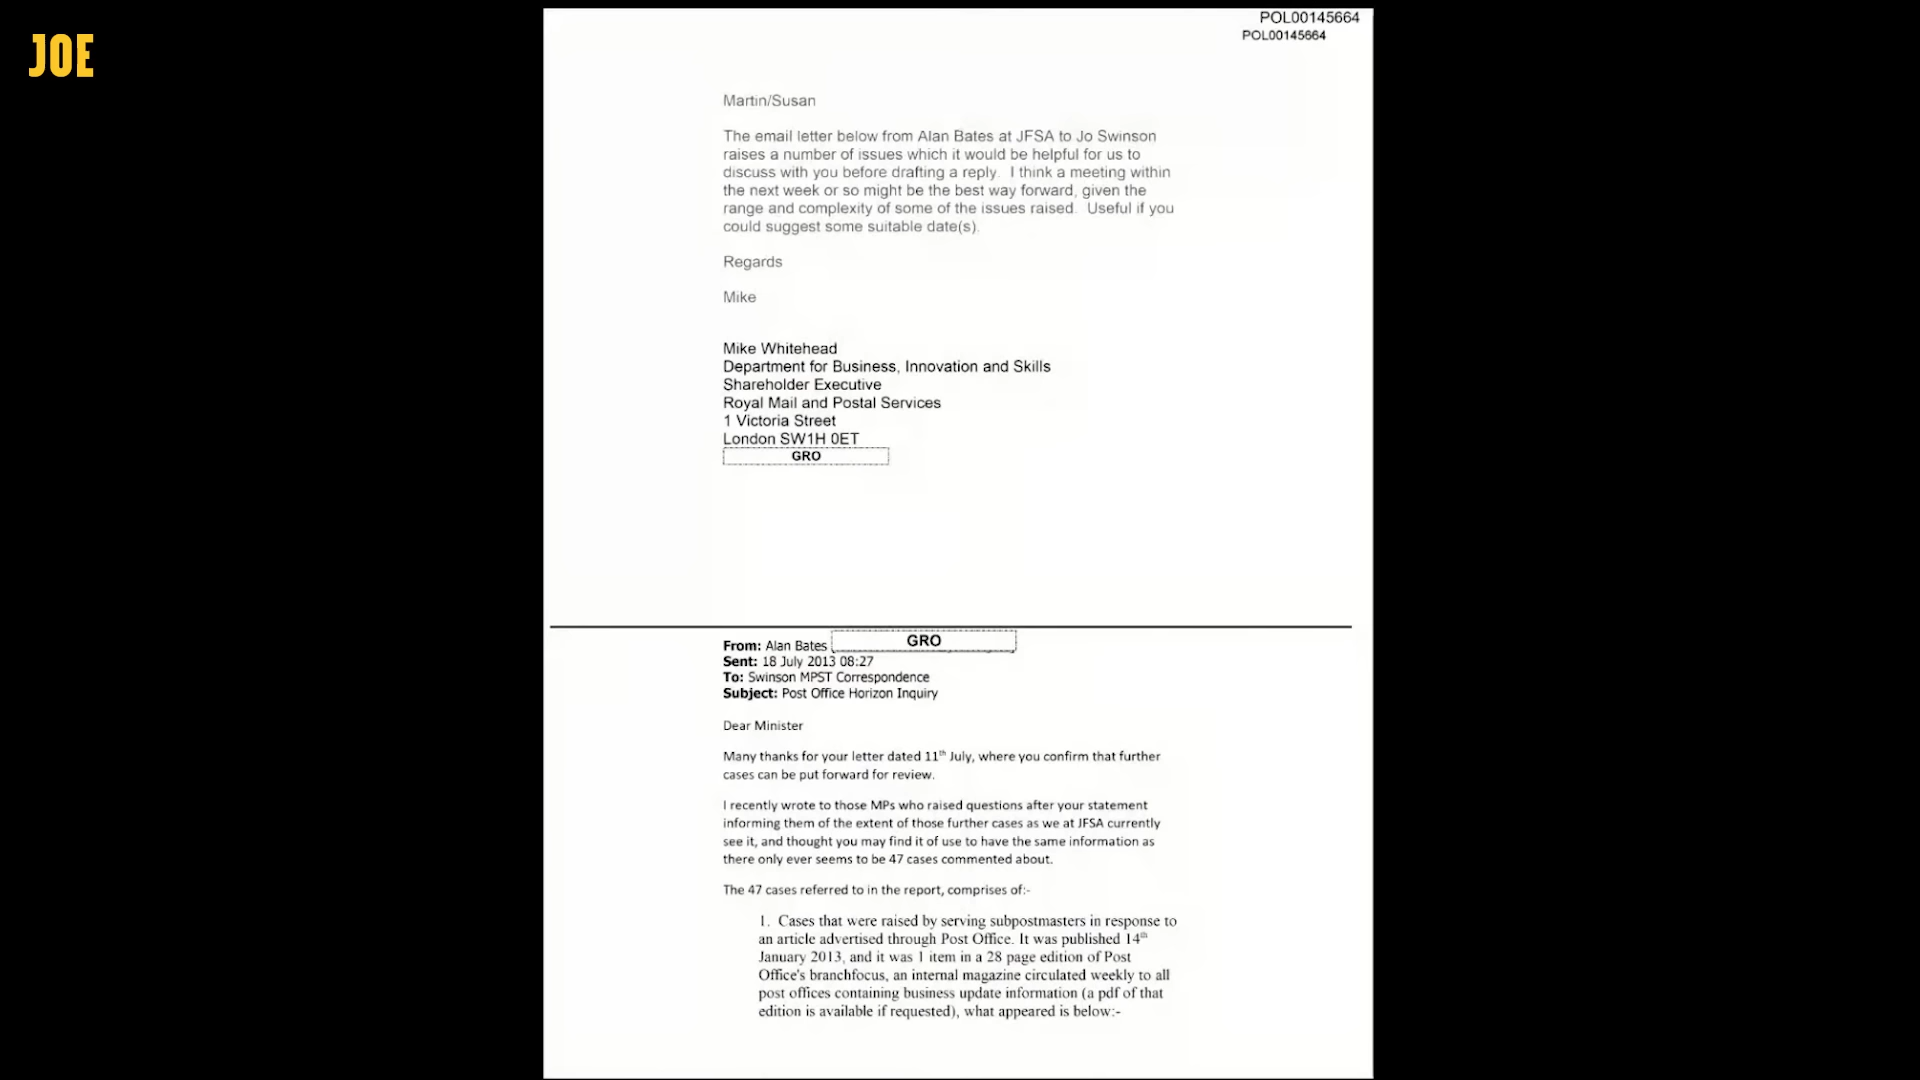 JOE
POL00145664
POL00145664
Martin/Susan
The email letter below from Alan Bates at JFSA to Jo Swinson
raises a number of issues which it would be helpful for us to
discuss with you before drafting a reply. I think a meeting within
the next week or so might be the best way forward, given the
range and complexity of some of the issues raised. Useful if you
could suggest some suitable date(s).
Regards
Mike
Mike Whitehead
Department for Business, Innovation and Skills
Shareholder Executive
Royal Mail and Postal Services
1 Victoria Street
London SW1H 0ET
GRO
From: Alan Bates GRO
Sent: 18 July 2013 08:27
To: Swinson MPST Correspondence
Subject: Post Office Horizon Inquiry
Dear Minister
Many thanks for your letter dated 11th July, where you confirm that further
cases can be put forward for review.
I recently wrote to those MPs who raised questions after your statement
informing them of the extent of those further cases as we at JFSA currently
see it, and thought you may find it of use to have the same information as
there only ever seems to be 47 cases commented about.
The 47 cases referred to in the report, comprises of:-
1. Cases that were raised by serving subpostmasters in response to
an article advertised through Post Office. It was published 14th
January 2013, and it was 1 item in a 28 page edition of Post
Office's branchfocus, an internal magazine circulated weekly to all
post offices containing business update information (a pdf of that
edition is available if requested), what appeared is below:-